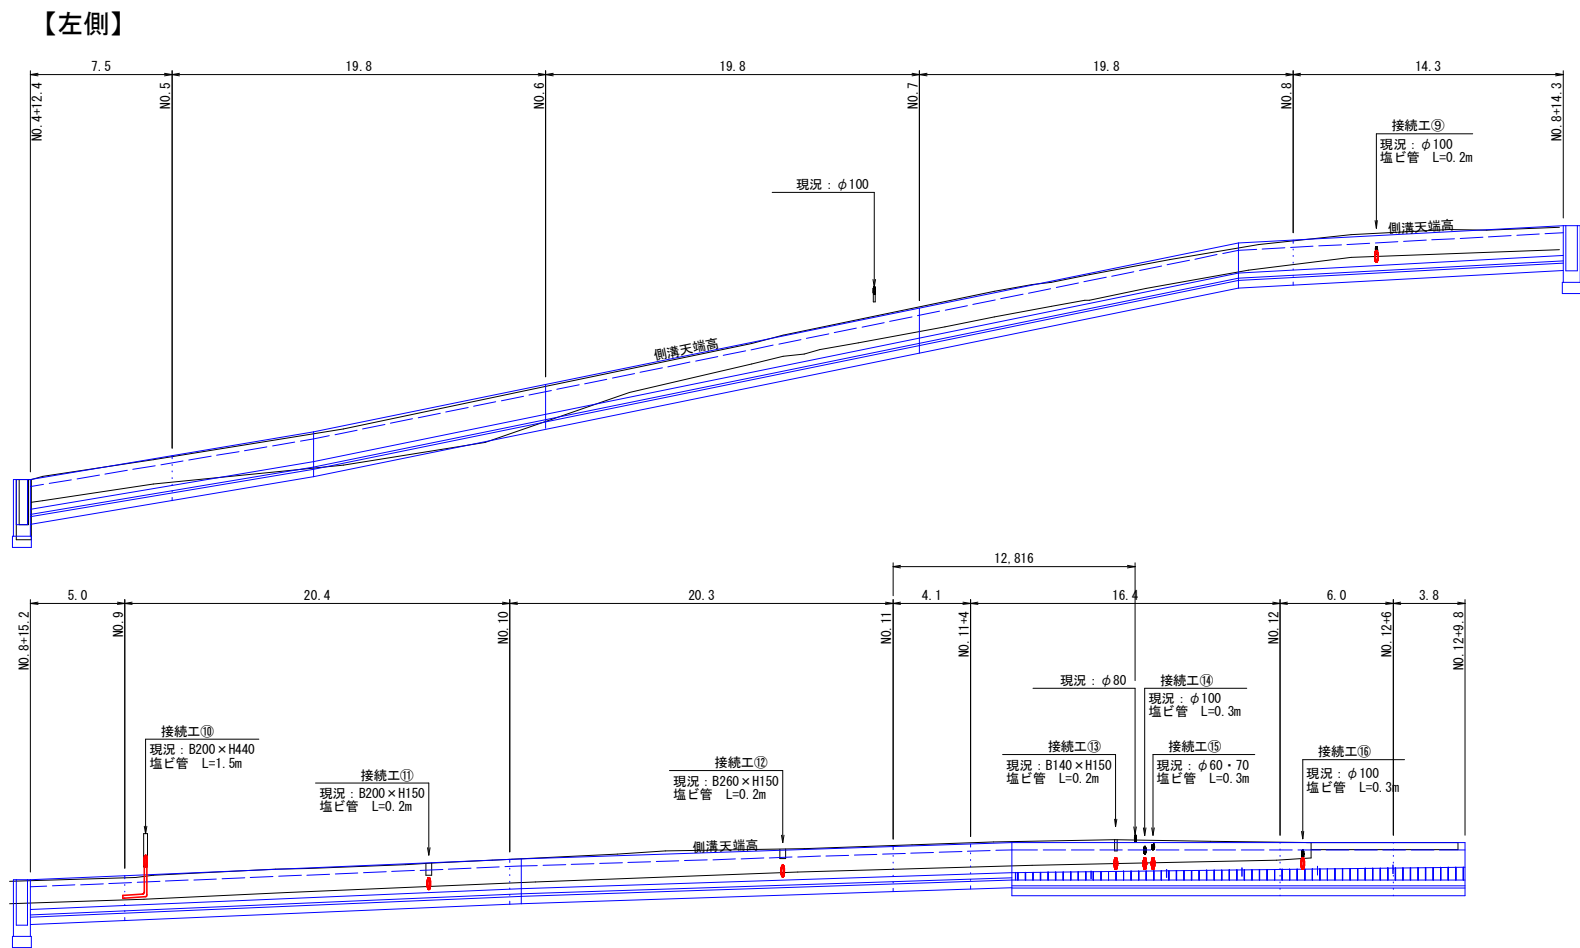 【左側】
7.5
19.8
19.8
19.8
14.3
NO.4+12.4
NO.5
NO.6
NO.7
NO.8
NO.8+14.3
接続工⑨
現況：φ100
塩ビ管　L=0.2m
現況：φ100
側溝天端高
側溝天端高
12,816
5.0
20.4
20.3
4.1
16.4
6.0
3.8
NO.8+15.2
NO.9
NO.10
NO.11
NO.11+4
NO.12
NO.12+6
NO.12+9.8
現況：φ80
接続工⑭
現況：φ100
塩ビ管　L=0.3m
接続工⑩
現況：B200×H440
塩ビ管　L=1.5m
接続工⑪
現況：B200×H150
塩ビ管　L=0.2m
接続工⑫
現況：B260×H150
塩ビ管　L=0.2m
接続工⑬
現況：B140×H150
塩ビ管　L=0.2m
接続工⑮
現況：φ60・70
塩ビ管　L=0.3m
接続工⑯
現況：φ100
塩ビ管　L=0.3m
側溝天端高